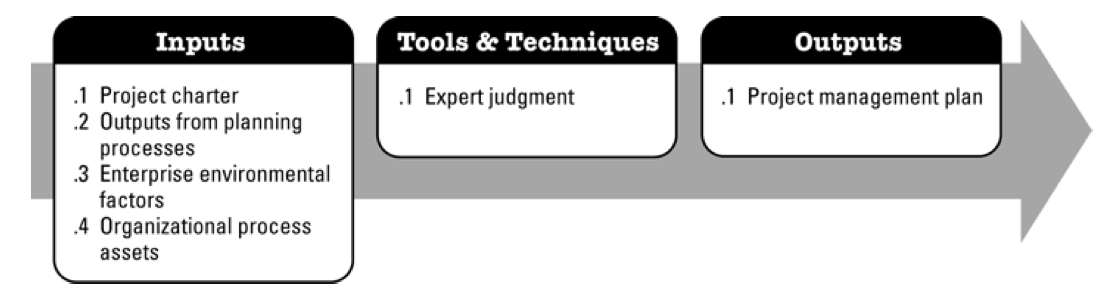 Inputs
.1 Project charter
.2 Outputs from planning
processes
.3 Enterprise environmental
factors
.4 Organizational process
assets
Tools & Techniques
.1 Expert judgment
Outputs
.1 Project management plan